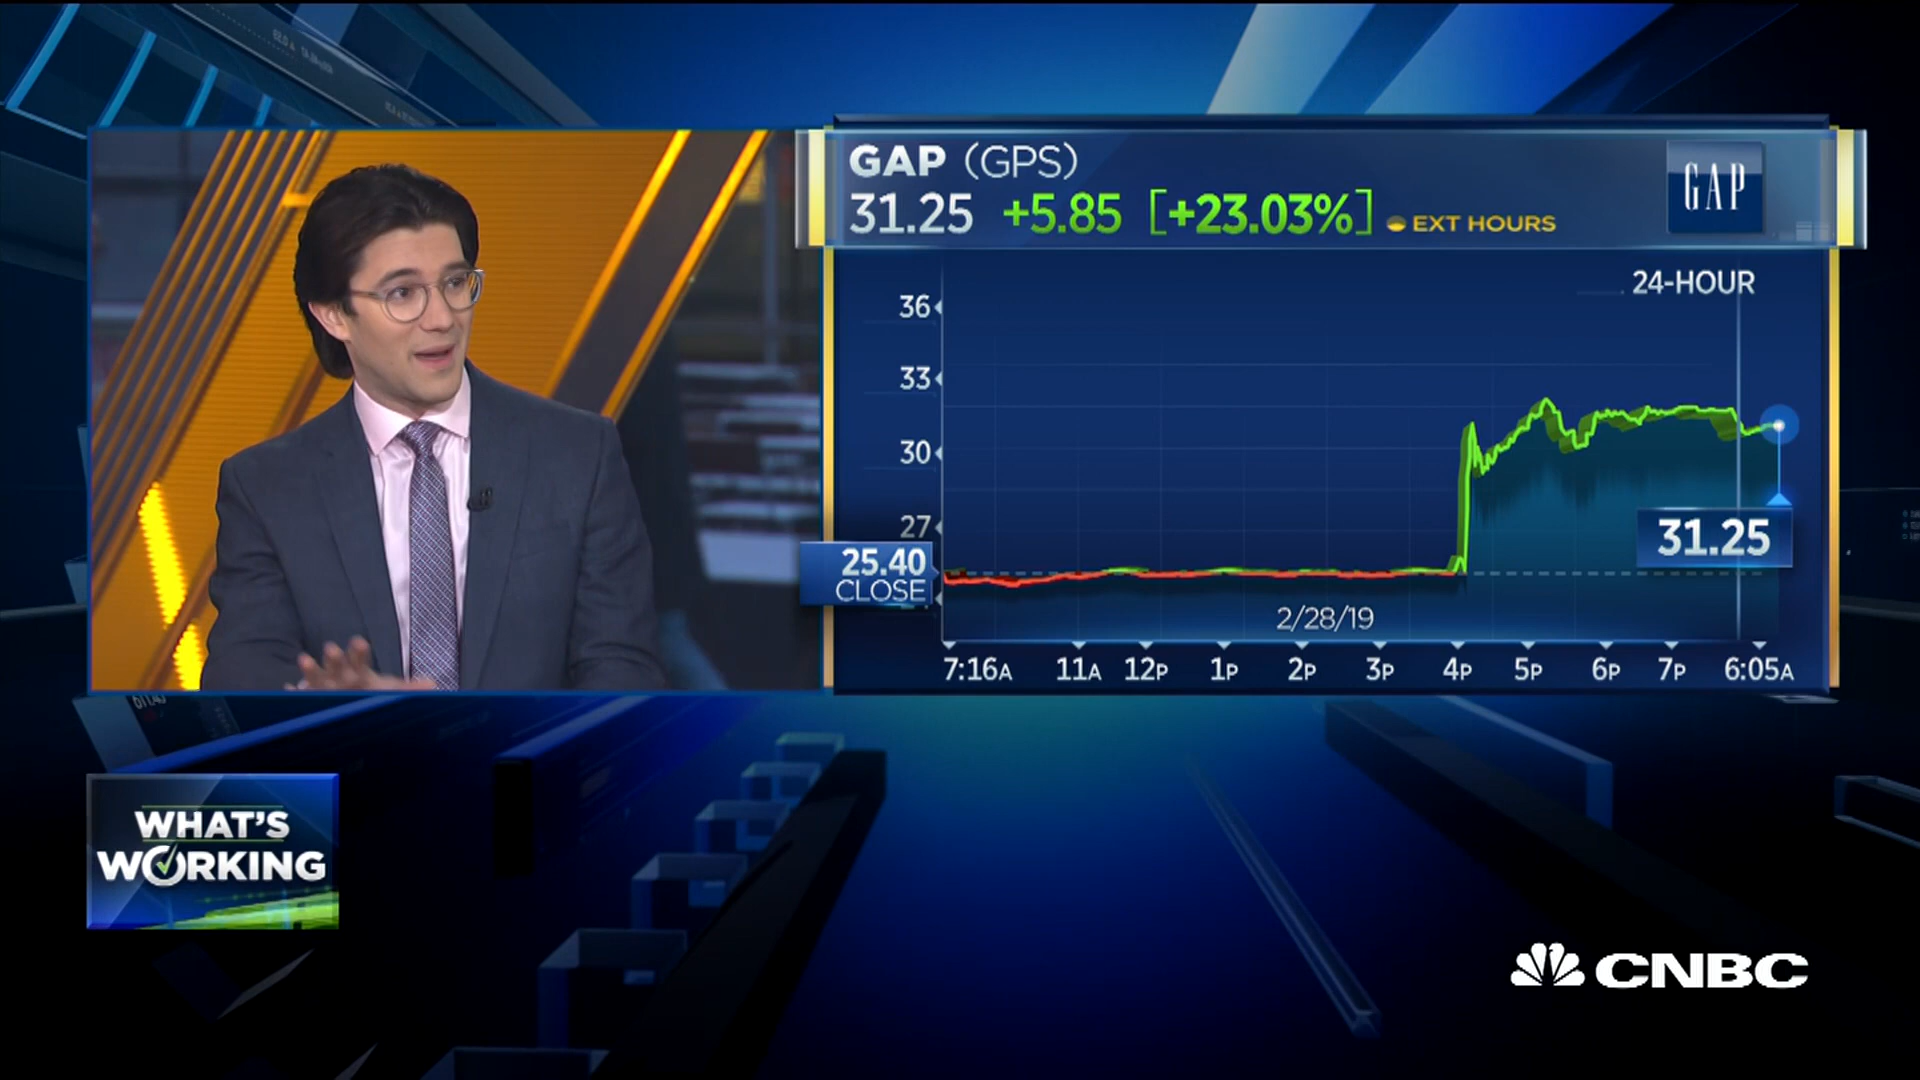 GAP (GPS)
31.25 +5.85 [+23.03%] EXT HOURS
GAP
24-HOUR
36
33
30
27
25.40
CLOSE
31.25
2/28/19
7:16A 11A 12P 1P 2P 3P 4P 5P 6P 7P 6:05A
WHAT'S
WORKING
CNBC